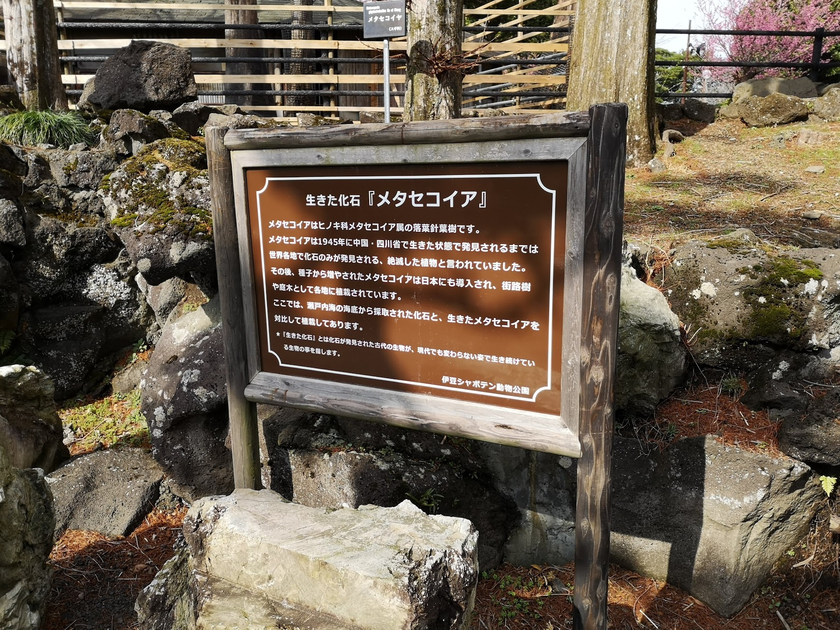 メタセコイヤ
生きた化石『メタセコイア』
メタセコイアはヒノキ科メタセコイア属の落葉針葉樹です。
メタセコイアは1945年に中国・四川省で生きた状態で発見されるまでは
世界各地で化石のみが発見される、絶滅した植物と言われていました。
その後、種子から増やされたメタセコイアは日本にも導入され、街路樹
や庭木として各地に植栽されています。
ここでは、瀬戸内海の海底から採取された化石と、生きたメタセコイアを
対比して植栽してあります。
*「生きた化石」とは化石が発見された古代の生物が、現代でも変わらない姿で生き続けてい
る生物の事を指します。
伊豆シャボテン動物公園